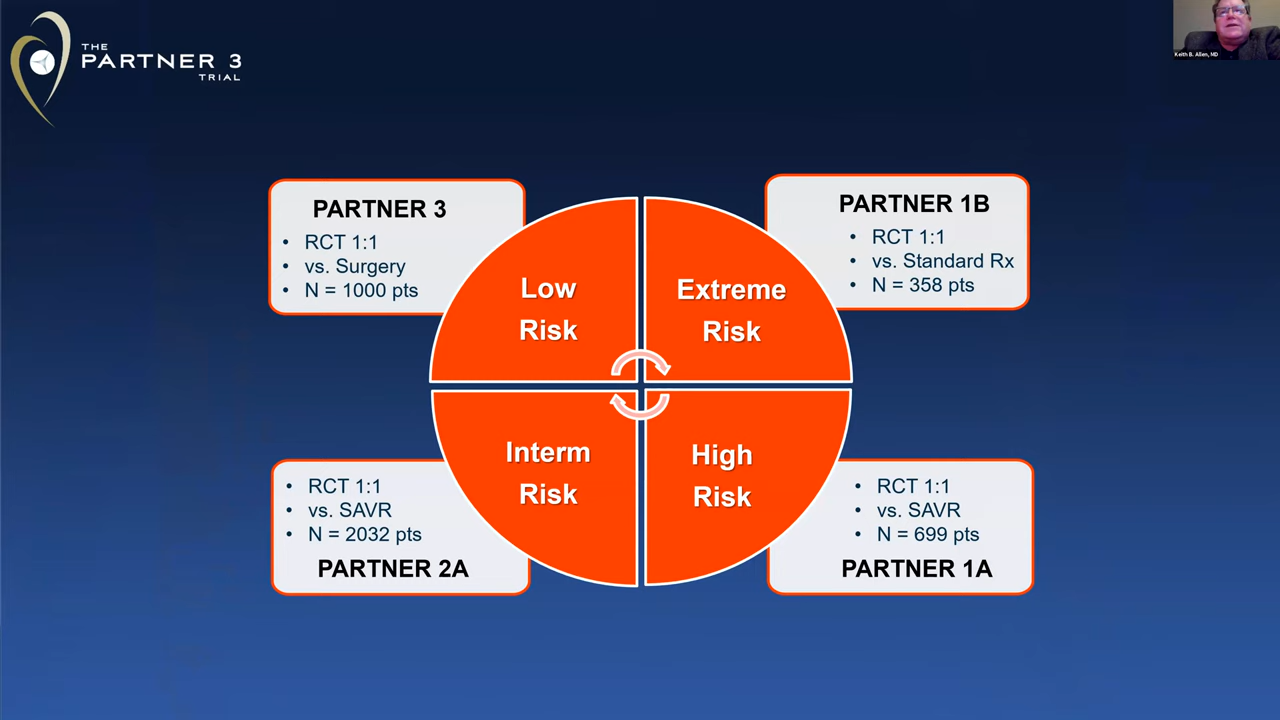 THE
PARTNER 3
TRIAL
Keith B. Allen, MD
PARTNER 3
• RCT 1:1
• vs. Surgery
• N = 1000 pts
PARTNER 1B
• RCT 1:1
• vs. Standard Rx
• N = 358 pts
Low
Risk
Extreme
Risk
Interm
Risk
High
Risk
• RCT 1:1
• vs. SAVR
• N = 2032 pts
PARTNER 2A
• RCT 1:1
• vs. SAVR
• N = 699 pts
PARTNER 1A